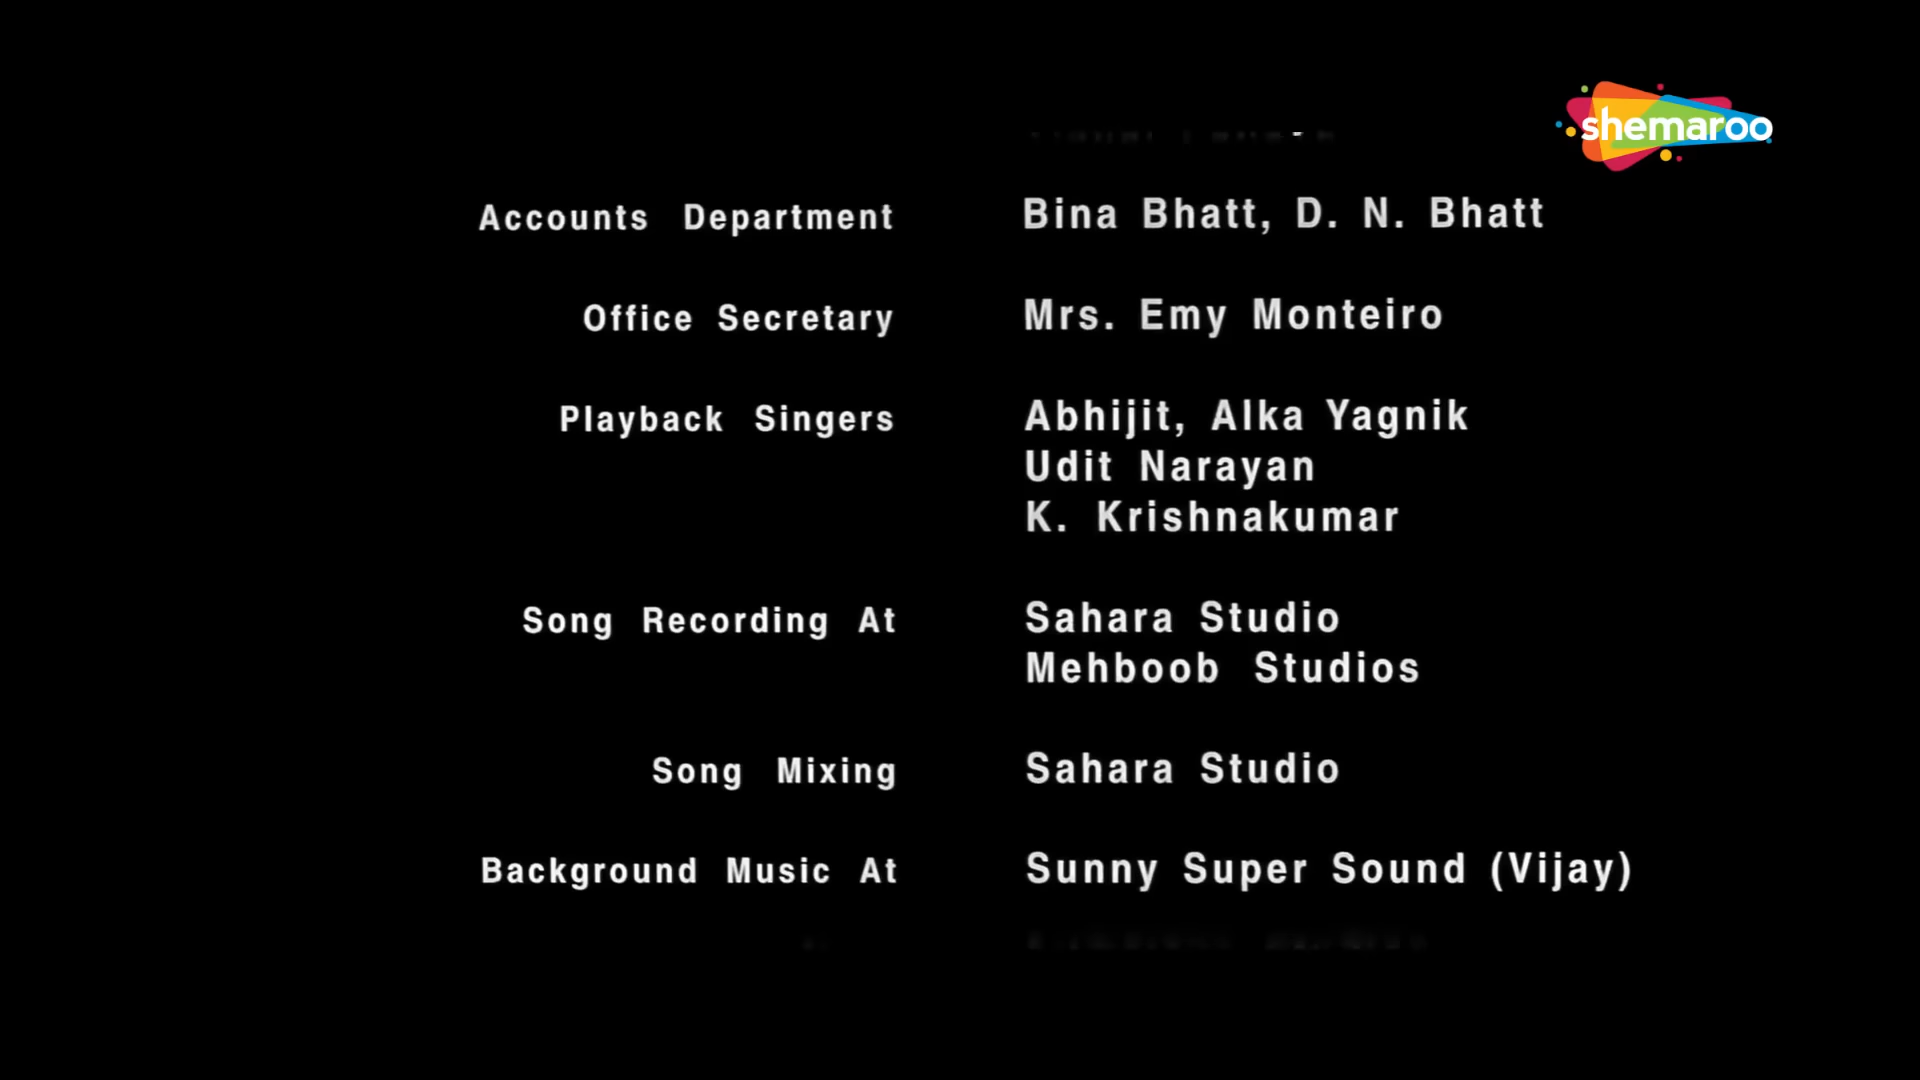 shemaroo
Accounts Department Bina Bhatt, D. N. Bhatt
Office Secretary Mrs. Emy Monteiro
Playback Singers Abhijit, Alka Yagnik
Udit Narayan
K. Krishnakumar
Song Recording At Sahara Studio
Mehboob Studios
Song Mixing Sahara Studio
Background Music At Sunny Super Sound (Vijay)